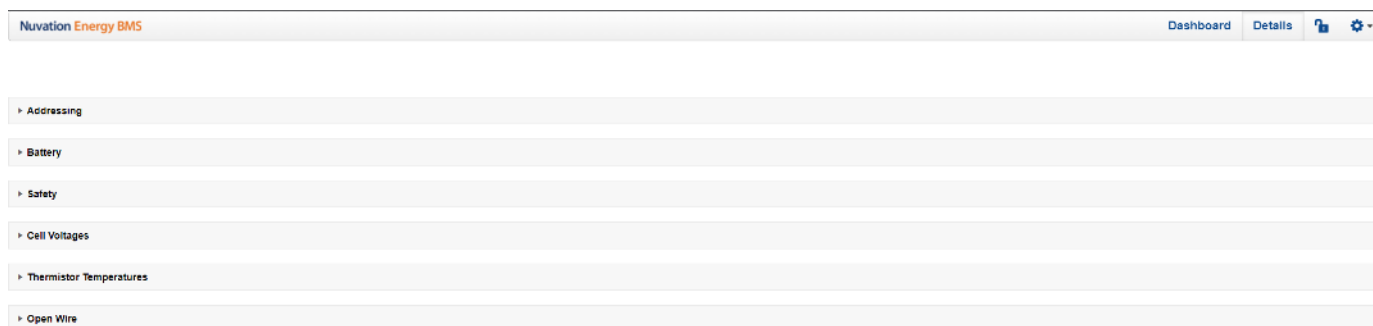 Nuvation Energy BMS Dashboard Details
Addressing
Battery
Safety
Cell Voltages
Thermistor Temperatures
Open Wire